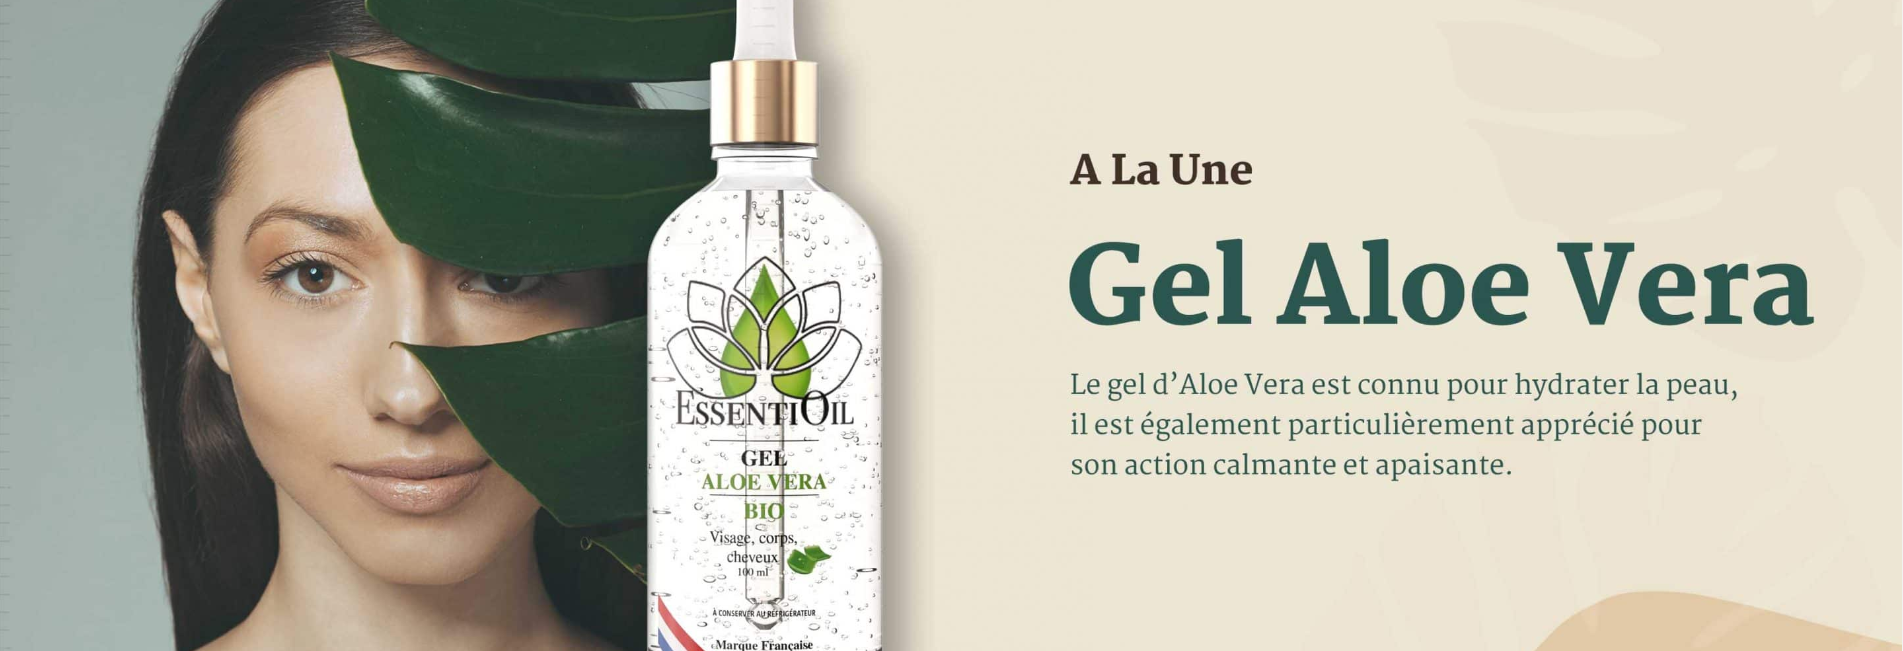 A La Une
Gel Aloe Vera
Le gel d’Aloe Vera est connu pour hydrater la peau,
il est également particulièrement apprécié pour
son action calmante et apaisante.
ESSENTIOIL
GEL
ALOE VERA
BIO
Visage, corps,
cheveux
100 ml
À CONSERVER AU RÉFRIGÉRATEUR
Marque Française